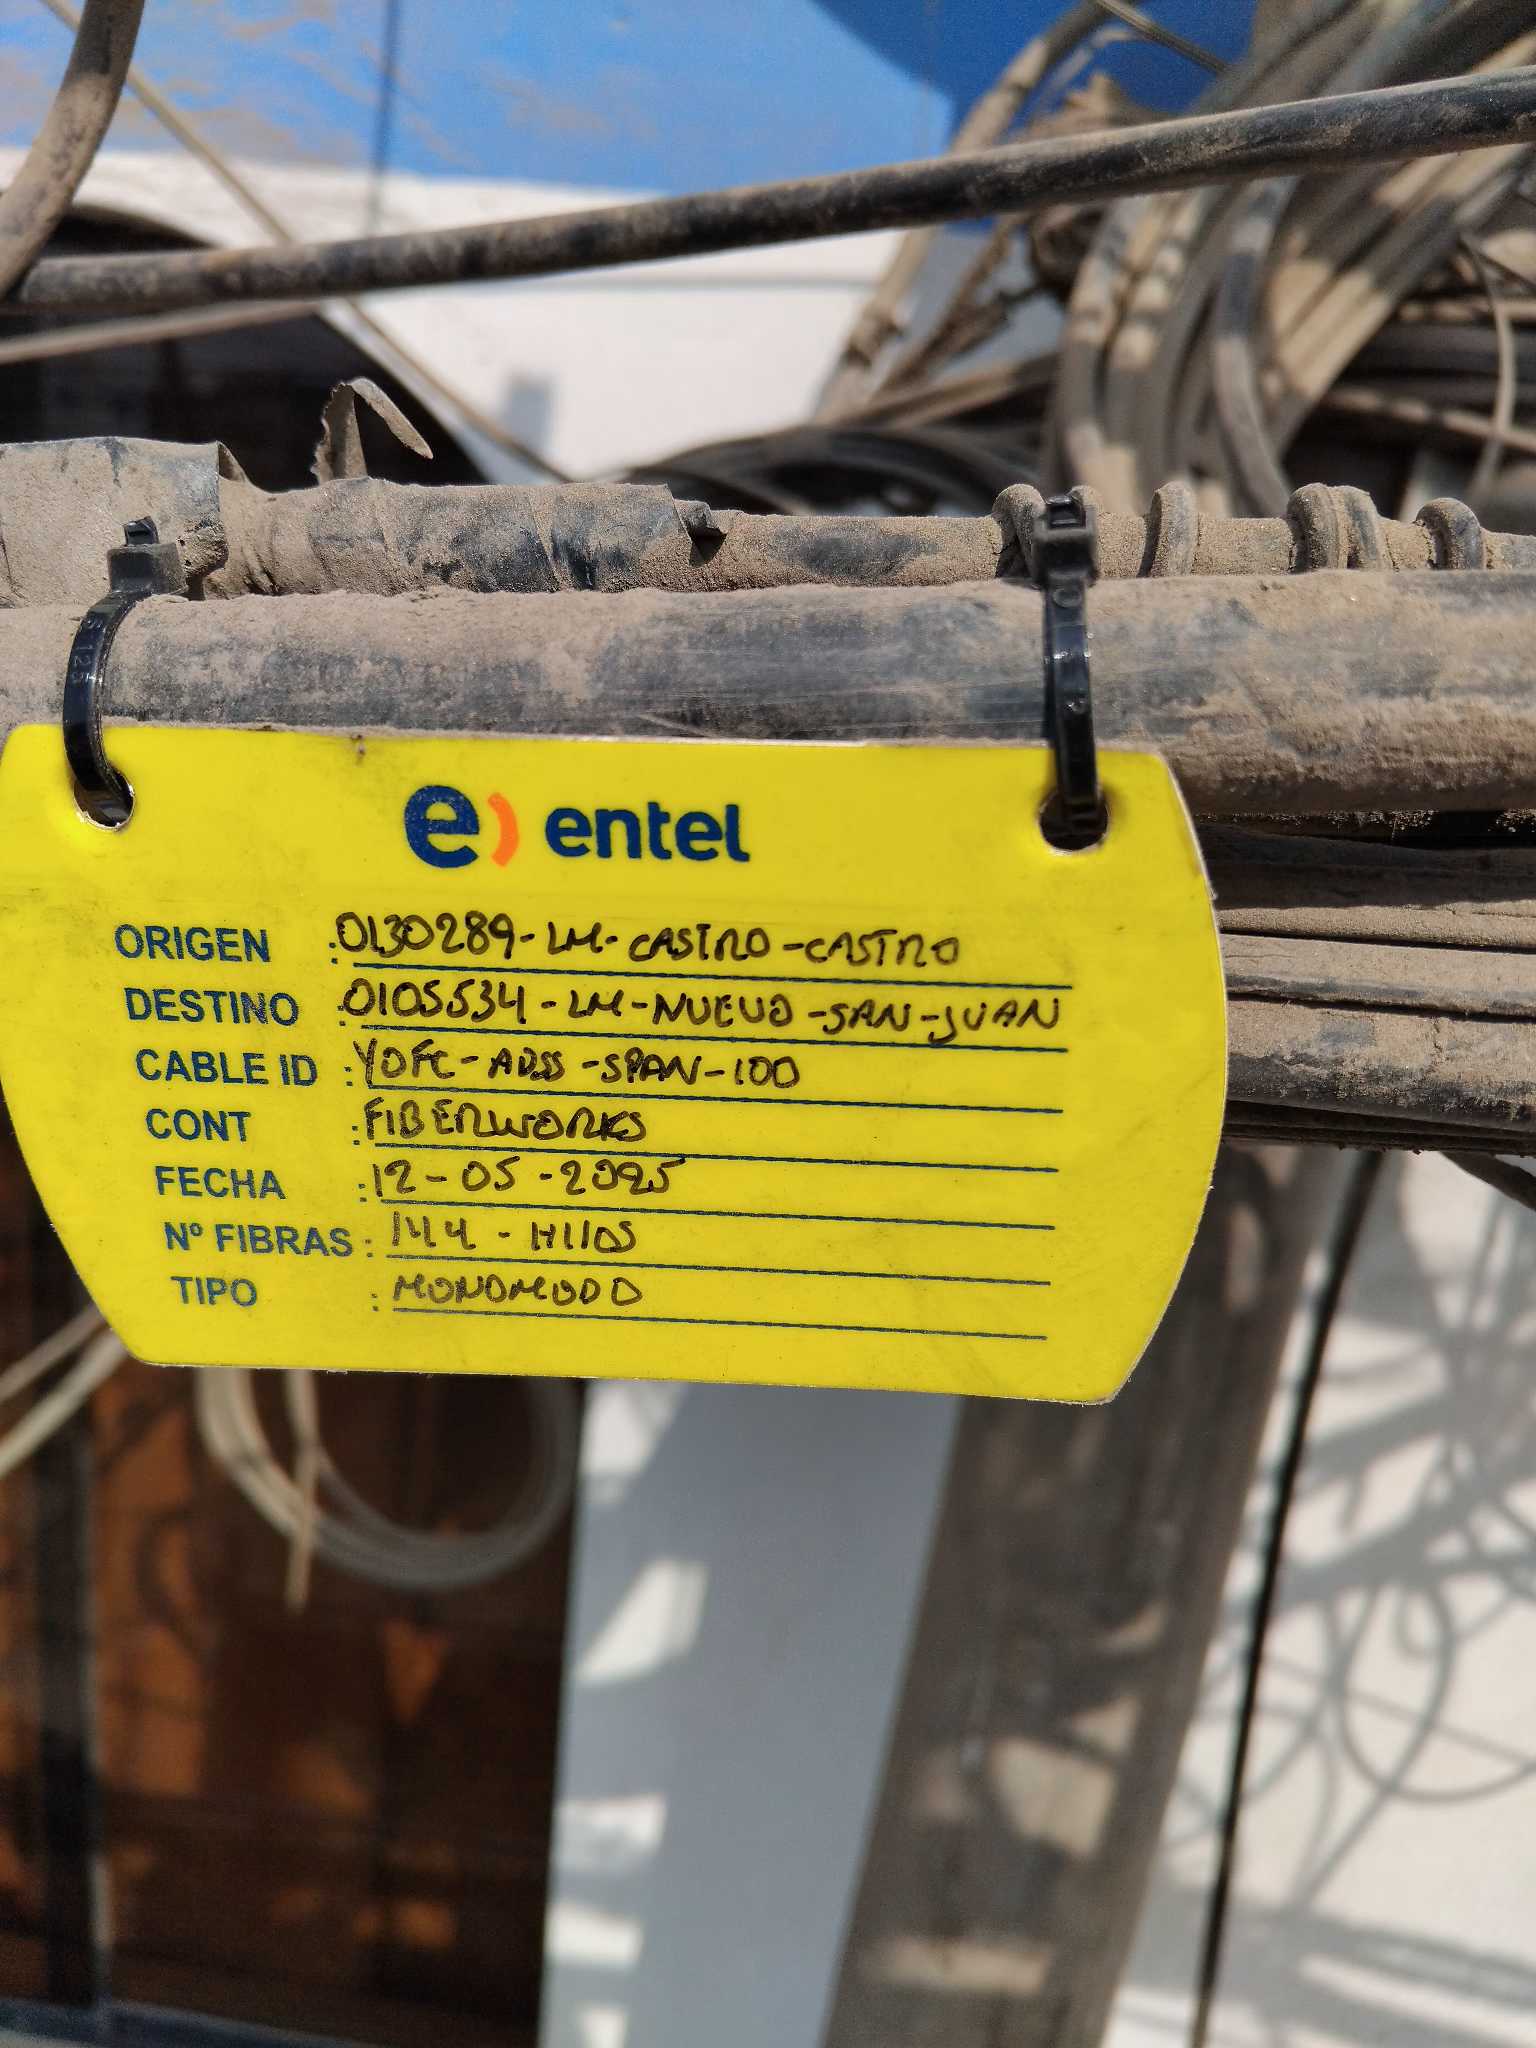 e) entel
ORIGEN : 0130289-LM-CASTRO-CASTRO
DESTINO : 0105534-LM-NUEVO-SAN-JUAN
CABLE ID : YOFC-ADSS-SPAN-100
CONT : FIBERWORKS
FECHA : 12-05-2025
Nº FIBRAS : 144-HILOS
TIPO : MONOMODO